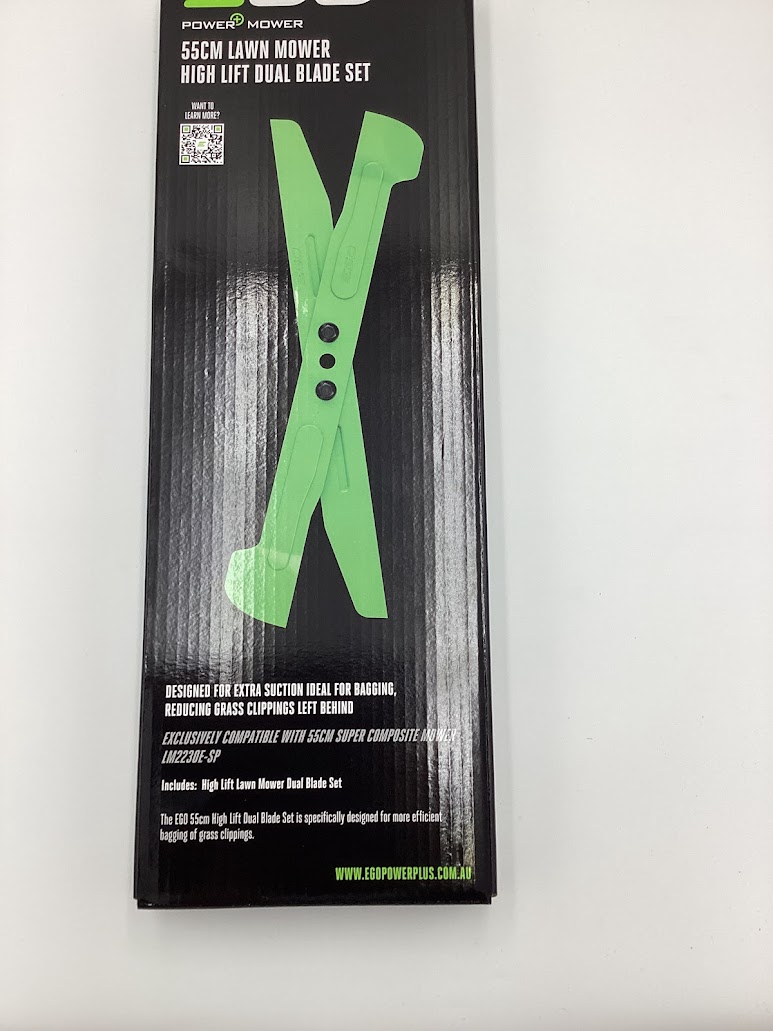 POWER+ MOWER
55CM LAWN MOWER
HIGH LIFT DUAL BLADE SET
WANT TO
LEARN MORE?
DESIGNED FOR EXTRA SUCTION IDEAL FOR BAGGING,
REDUCING GRASS CLIPPINGS LEFT BEHIND
EXCLUSIVELY COMPATIBLE WITH 55CM SUPER COMPOSITE MOWER
LM2230E-SP
Includes: High Lift Lawn Mower Dual Blade Set
The EGO 55cm High Lift Dual Blade Set is specifically designed for more efficient
bagging of grass clippings.
WWW.EGOPOWERPLUS.COM.AU